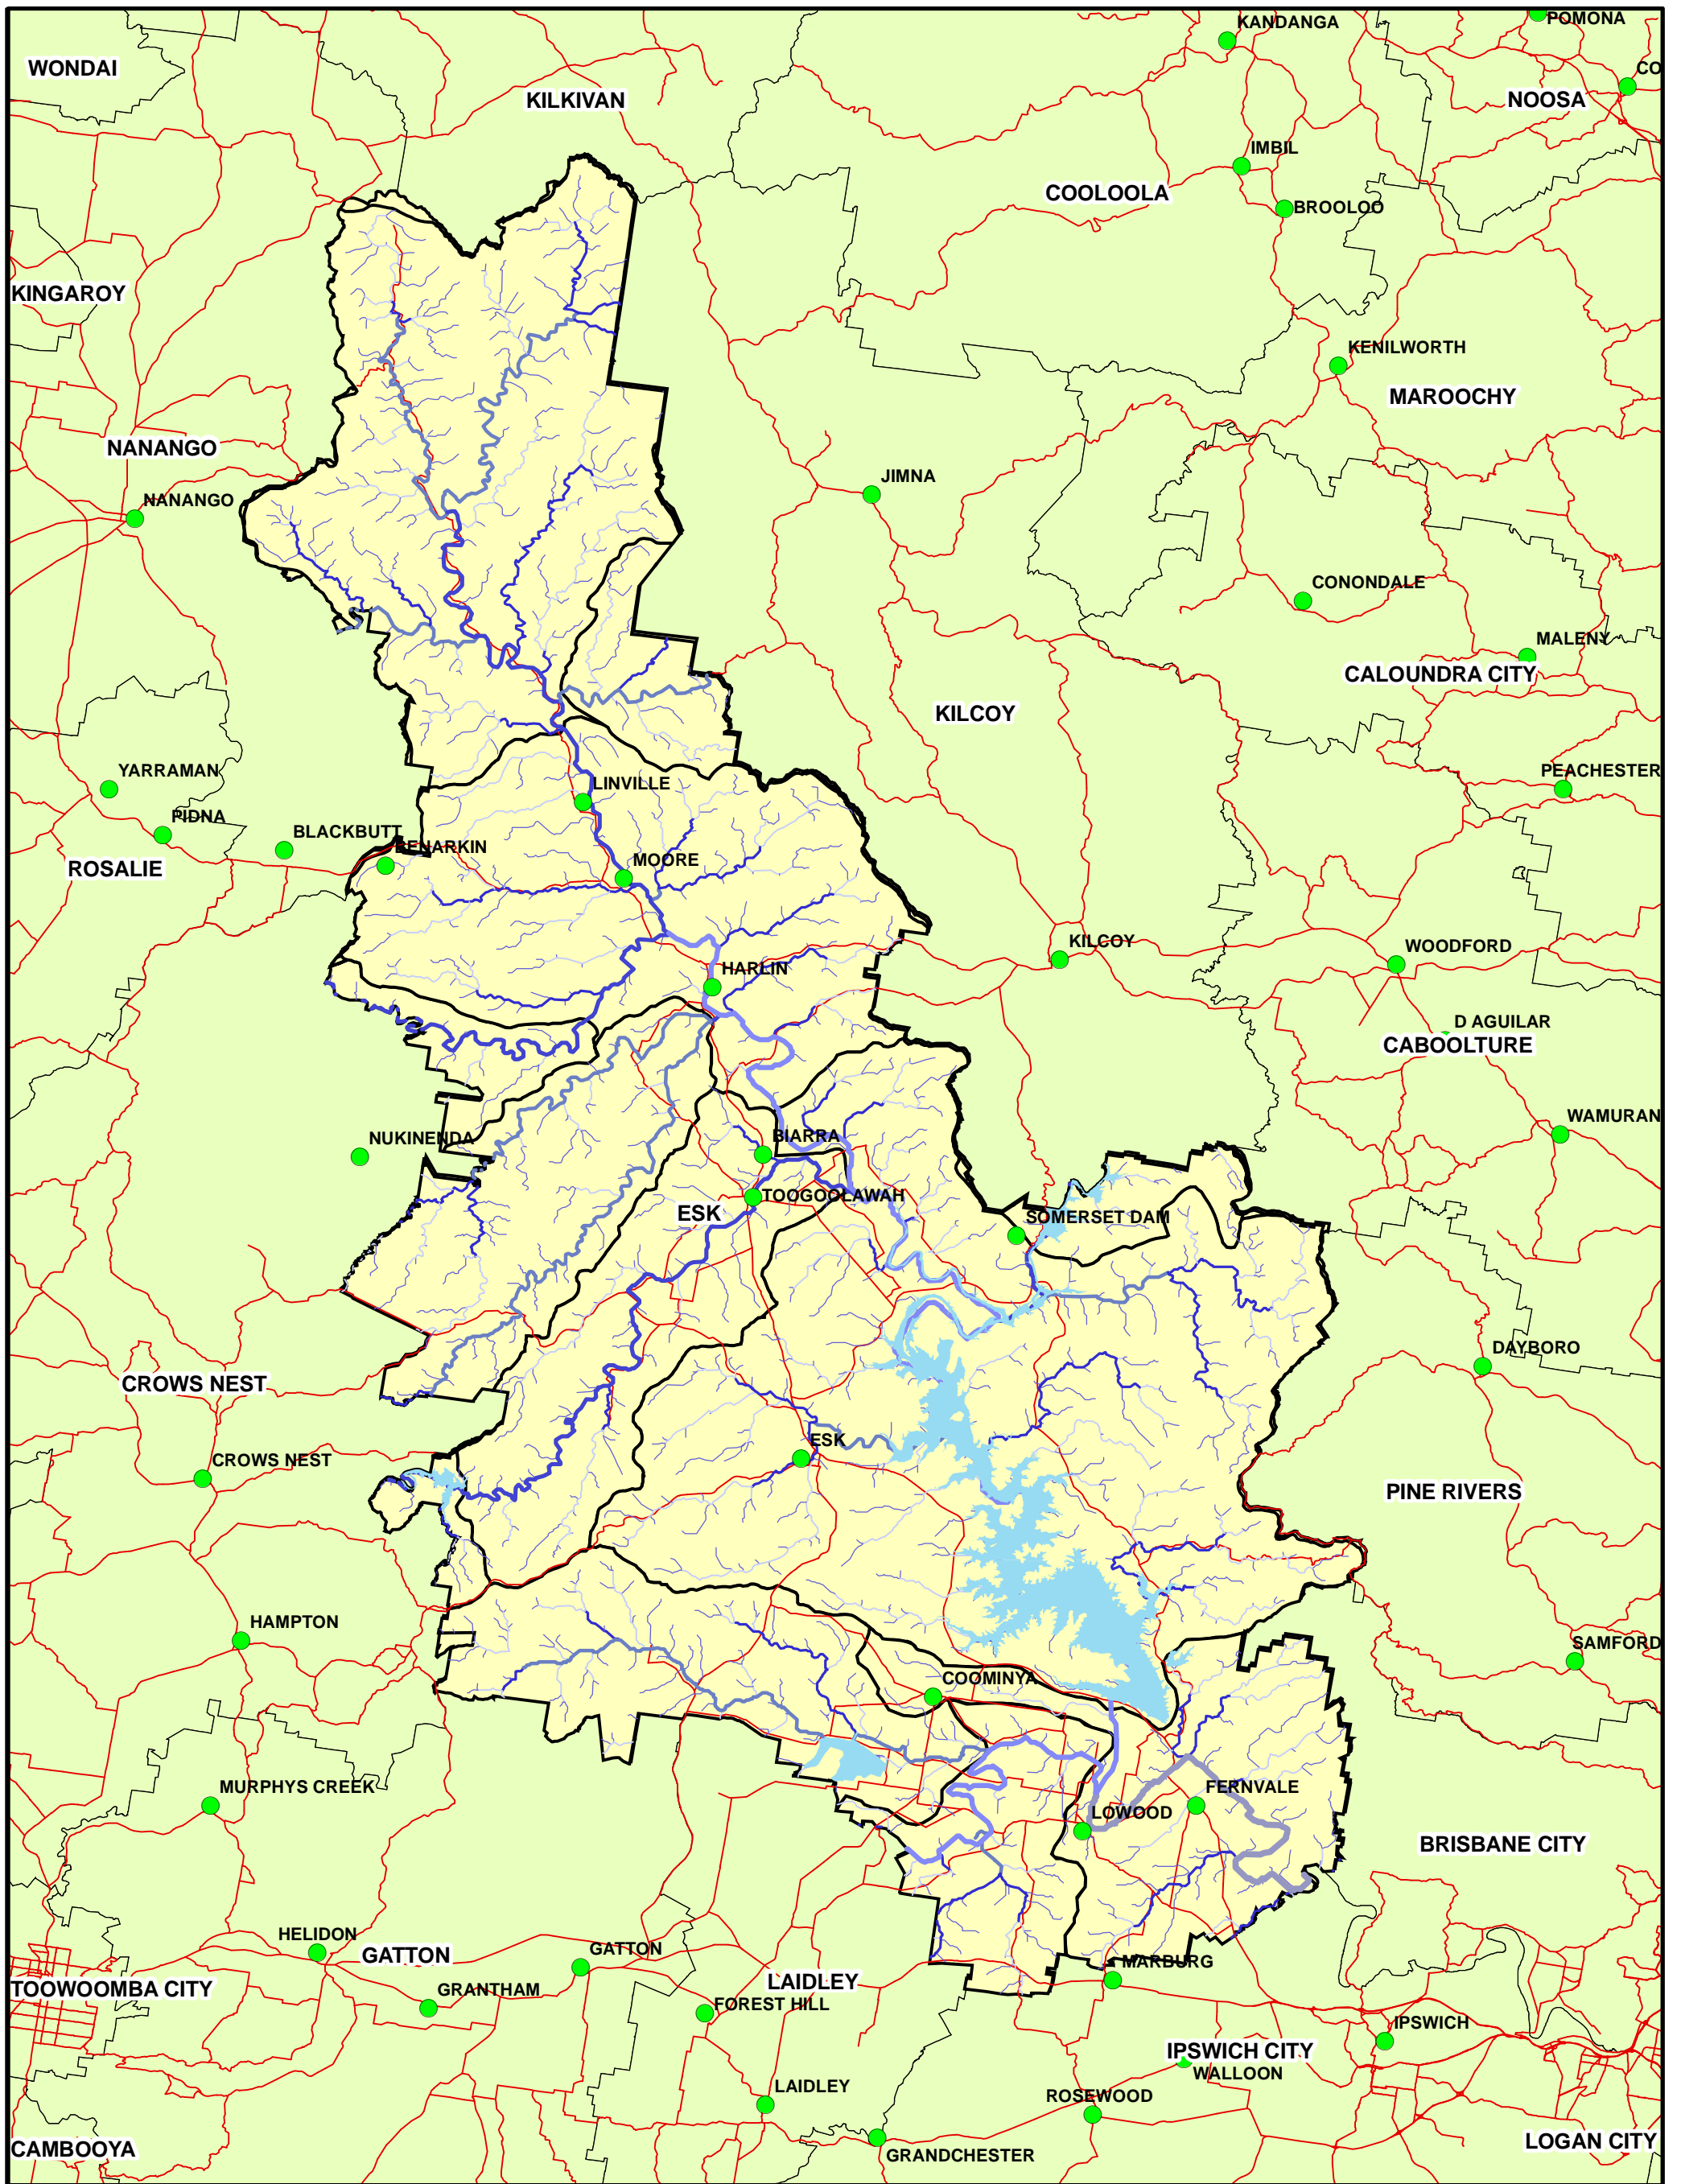 KANDANGA
POMONA
WONDAI
CO
KILKIVAN
NOOSA
IMBIL
COOLOOLA
BROOLOO
KINGAROY
KENILWORTH
MAROOCHY
NANANGO
JIMNA
NANANGO
CONONDALE
MALENY
CALOUNDRA CITY
KILCOY
YARRAMAN
PEACHESTER
LINVILLE
PIDNA
BLACKBUTT
BENARKIN
MOORE
ROSALIE
KILCOY
WOODFORD
HARLIN
D AGUILAR
CABOOLTURE
WAMURAN
NUKINENDA
BIARRA
TOOGOOLAWAH
ESK
SOMERSET DAM
DAYBORO
CROWS NEST
ESK
CROWS NEST
PINE RIVERS
HAMPTON
SAMFORD
COOMINYA
MURPHYS CREEK
FERNVALE
LOWOOD
BRISBANE CITY
HELIDON
GATTON
GATTON
MARBURG
TOOWOOMBA CITY
LAIDLEY
GRANTHAM
FOREST HILL
IPSWICH
IPSWICH CITY
WALLOON
LAIDLEY
ROSEWOOD
CAMBOOYA
GRANDCHESTER
LOGAN CITY